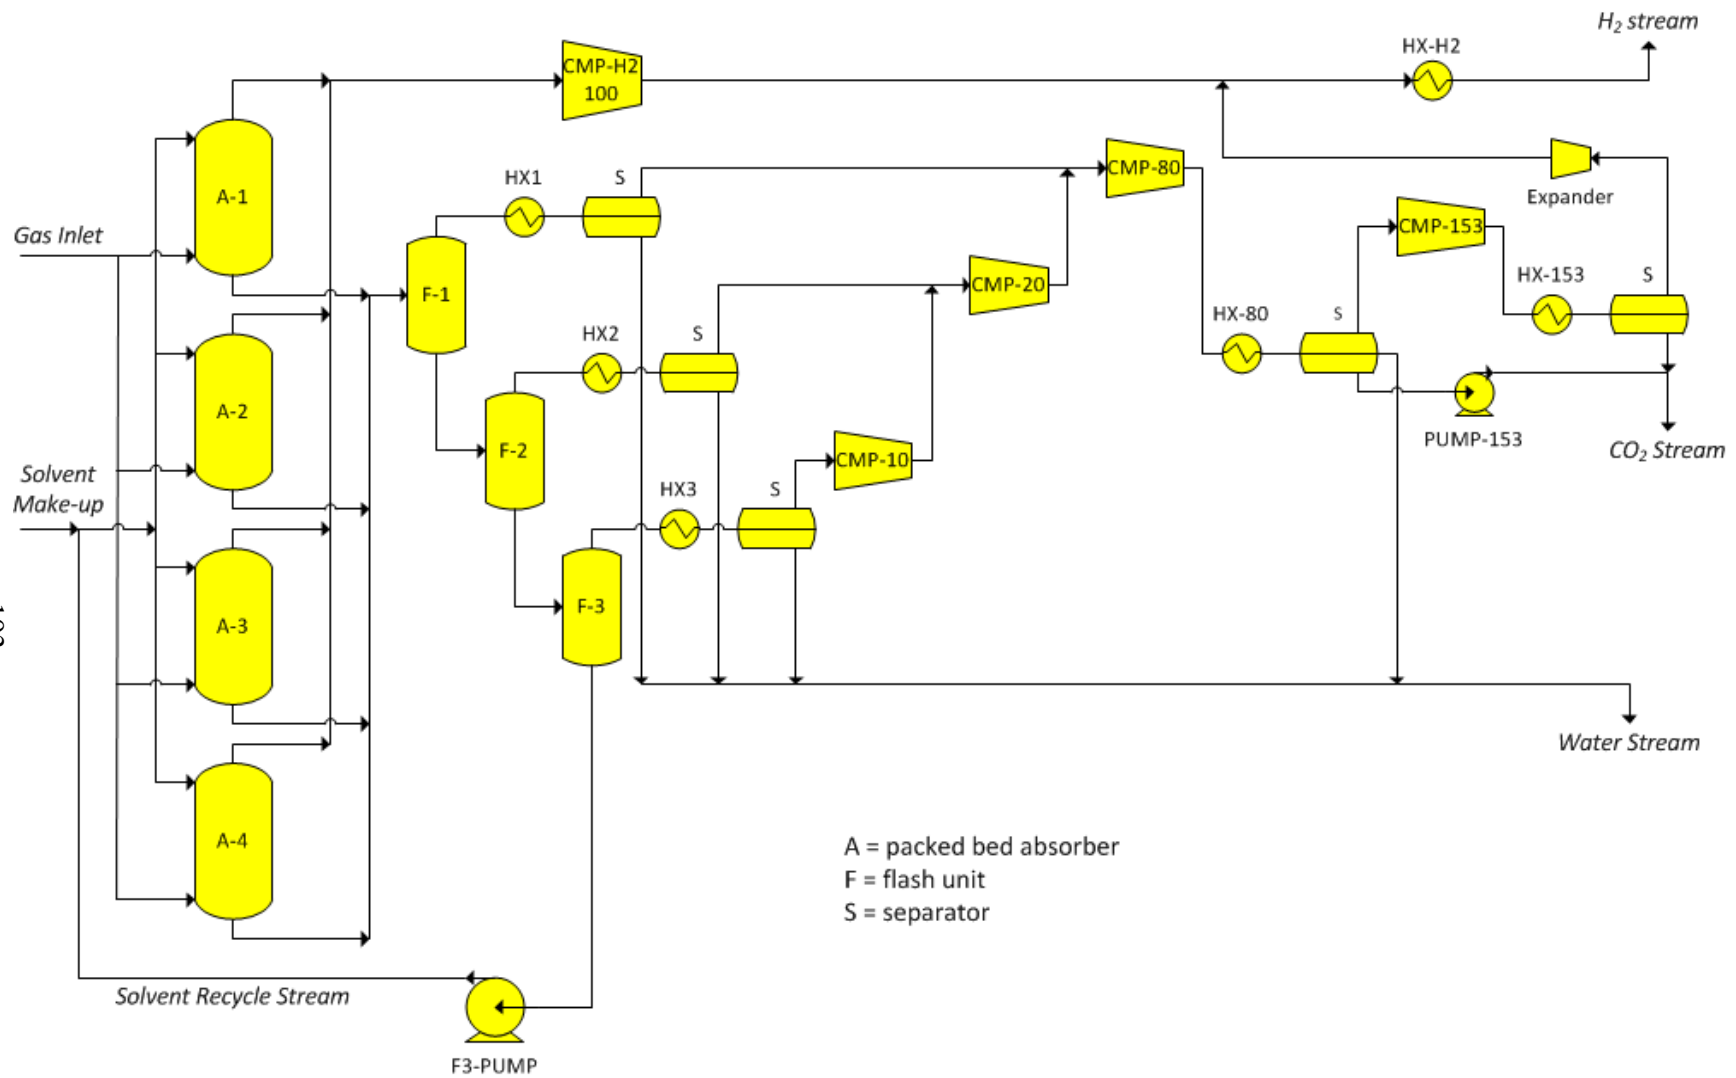 H₂ stream
HX-H2
CMP-H2
100
CMP-80
HX1
S
A-1
Expander
CMP-153
Gas Inlet
HX-153
S
F-1
CMP-20
HX-80
S
HX2
S
A-2
PUMP-153
CO₂ Stream
F-2
CMP-10
Solvent
Make-up
HX3
S
F-3
A-3
Water Stream
A-4
A = packed bed absorber
F = flash unit
S = separator
Solvent Recycle Stream
F3-PUMP